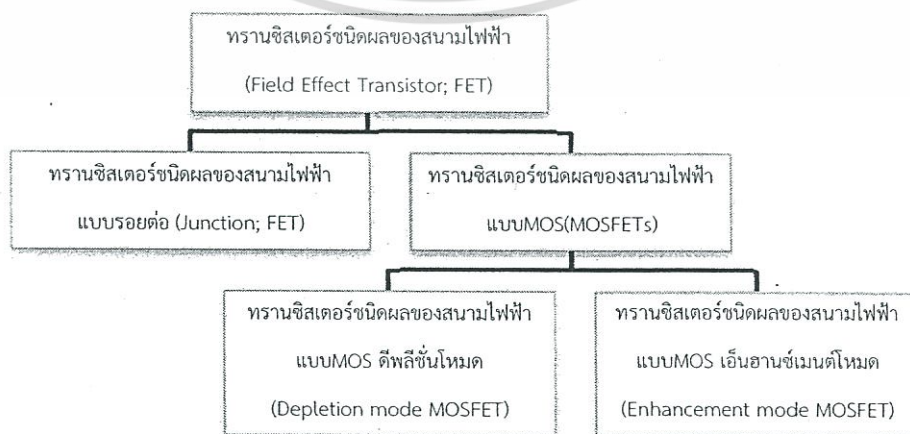 ทรานซิสเตอร์ชนิดผลของสนามไฟฟ้า
(Field Effect Transistor; FET)
ทรานซิสเตอร์ชนิดผลของสนามไฟฟ้า
แบบรอยต่อ (Junction; FET)
ทรานซิสเตอร์ชนิดผลของสนามไฟฟ้า
แบบMOS(MOSFETs)
ทรานซิสเตอร์ชนิดผลของสนามไฟฟ้า
แบบMOS ดีพลีชั่นโหมด
(Depletion mode MOSFET)
ทรานซิสเตอร์ชนิดผลของสนามไฟฟ้า
แบบMOS เอ็นฮานซ์เมนต์โหมด
(Enhancement mode MOSFET)